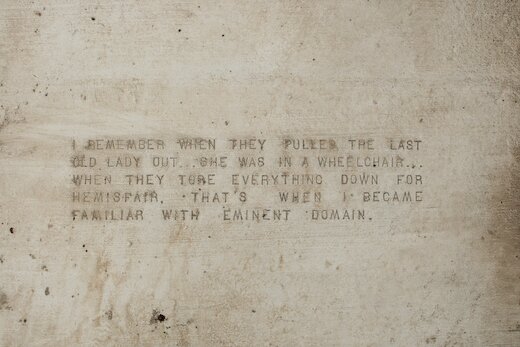 I REMEMBER WHEN THEY PULLED THE LAST
OLD LADY OUT...SHE WAS IN A WHEELCHAIR...
WHEN THEY TORE EVERYTHING DOWN FOR
HEMISFAIR. THAT'S WHEN I BECAME
FAMILIAR WITH EMINENT DOMAIN.